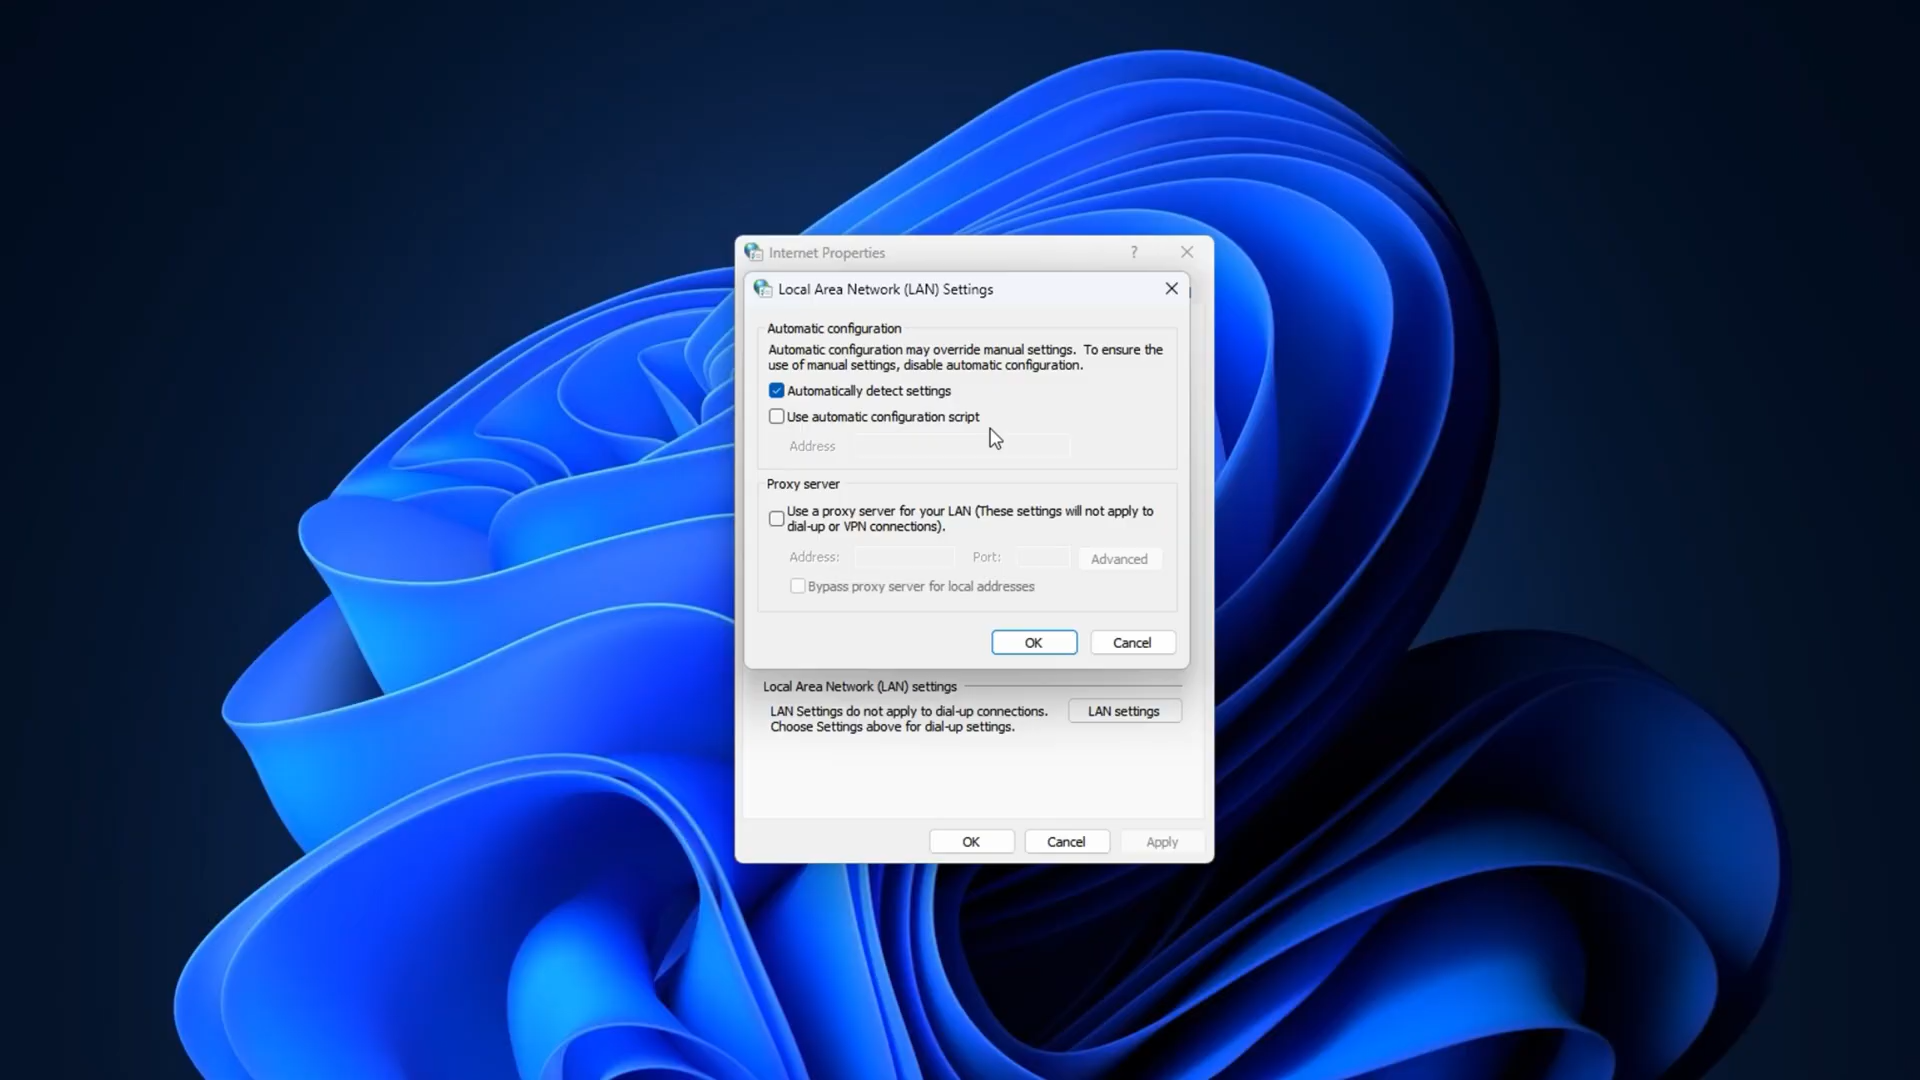 Internet Properties
?
Local Area Network (LAN) Settings
Automatic configuration
Automatic configuration may override manual settings. To ensure the
use of manual settings, disable automatic configuration.
Automatically detect settings
Use automatic configuration script
Address
Proxy server
Use a proxy server for your LAN (These settings will not apply to
dial-up or VPN connections).
Address: Port: Advanced
Bypass proxy server for local addresses
OK Cancel
Local Area Network (LAN) settings
LAN Settings do not apply to dial-up connections. LAN settings
Choose Settings above for dial-up settings.
OK Cancel Apply